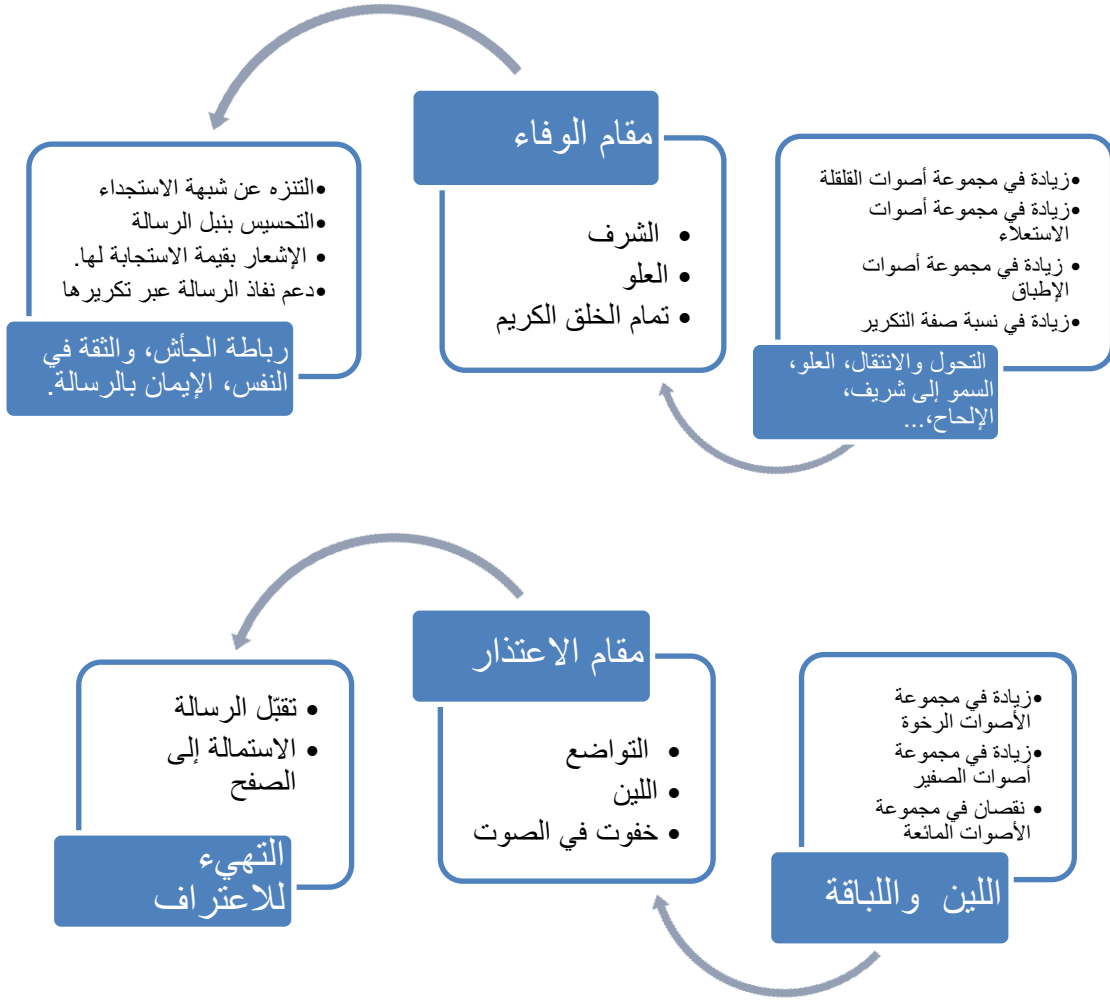 •زيادة في مجموعة أصوات القلقلة
•زيادة في مجموعة أصوات
الاستعلاء
• زيادة في مجموعة أصوات
الإطباق
•زيادة في نسبة صفة التكرير
التحول والانتقال، العلو،
السمو إلى شريف،
الإلحاح،...
مقام الوفاء
• الشرف
• العلو
• تمام الخلق الكريم
•التنزه عن شبهة الاستجداء
•التحسيس بنبل الرسالة
• الإشعار بقيمة الاستجابة لها.
•دعم نفاذ الرسالة عبر تكريرها
رباطة الجأش، والثقة في
النفس، الإيمان بالرسالة.
•زيادة في مجموعة
الأصوات الرخوة
•زيادة في مجموعة
أصوات الصفير
• نقصان في مجموعة
الأصوات المائعة
اللين واللباقة
مقام الاعتذار
• التواضع
• اللين
• خفوت في الصوت
• تقبّل الرسالة
• الاستمالة إلى
الصفح
التهيء
للاعتراف